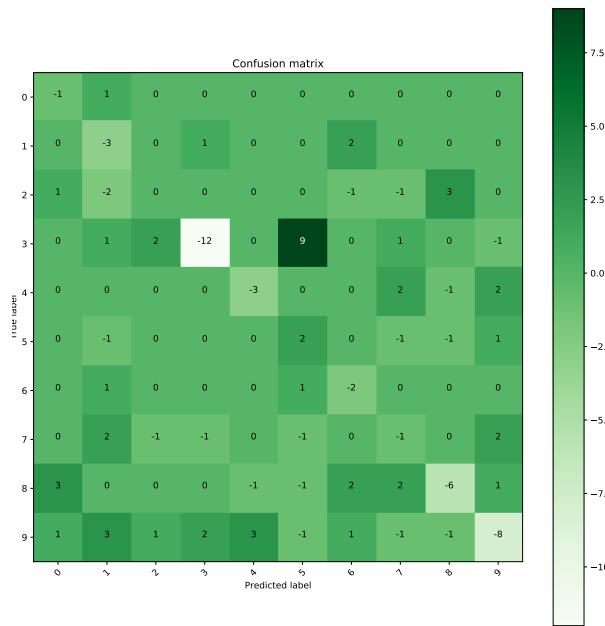 Confusion matrix
0 -1 1 0 0 0 0 0 0 0 0
1 0 -3 0 1 0 0 2 0 0 0
2 1 -2 0 0 0 0 -1 -1 3 0
3 0 1 2 -12 0 9 0 1 0 -1
4 0 0 0 0 -3 0 0 2 -1 2
5 0 -1 0 0 0 2 0 -1 -1 1
6 0 1 0 0 0 1 -2 0 0 0
7 0 2 -1 -1 0 -1 0 -1 0 2
8 3 0 0 0 -1 -1 2 2 -6 1
9 1 3 1 2 3 -1 1 -1 -1 -8
0 1 2 3 4 5 6 7 8 9
Predicted label
True label
7.5
5.0
2.5
0.0
−2.
−5.
−7.
−10